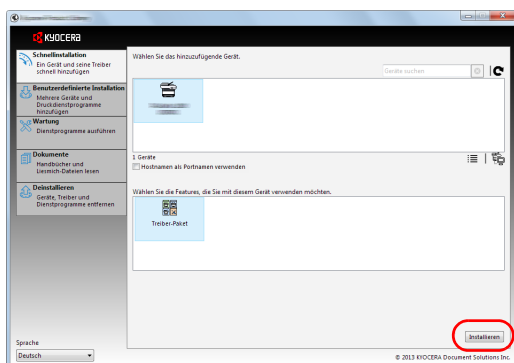 KYOCERA
Schnellinstallation
Ein Gerät und seine Treiber
schnell hinzufügen
Benutzerdefinierte Installation
Mehrere Geräte und
Druckdienstprogramme
hinzufügen
Wartung
Dienstprogramme ausführen
Dokumente
Handbücher und
Liesmich-Dateien lesen
Deinstallieren
Geräte, Treiber und
Dienstprogramme entfernen
Sprache
Deutsch
Wählen Sie das hinzuzufügende Gerät.
Geräte suchen
1 Geräte
Hostnamen als Portnamen verwenden
Wählen Sie die Features, die Sie mit diesem Gerät verwenden möchten.
Treiber-Paket
Installieren
© 2013 KYOCERA Document Solutions Inc.